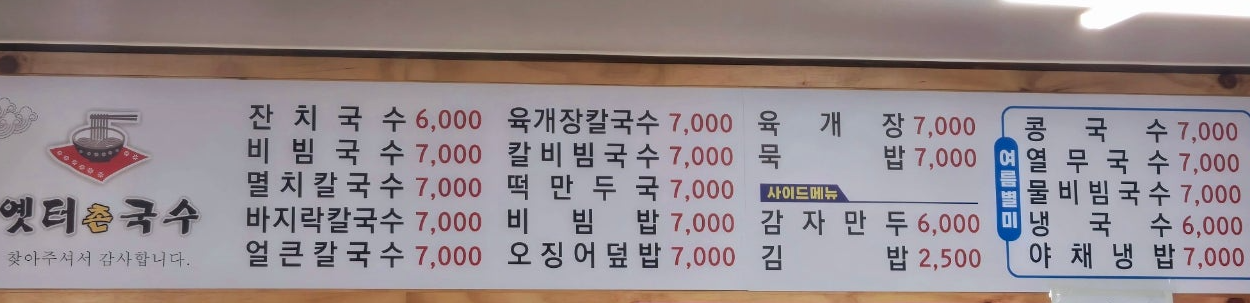 옛터촌국수
찾아주셔서 감사합니다.
잔치국수 6,000
비빔국수 7,000
멸치칼국수 7,000
바지락칼국수 7,000
얼큰칼국수 7,000
육개장칼국수 7,000
칼비빔국수 7,000
떡만두국 7,000
비빔밥 7,000
오징어덮밥 7,000
육개장 7,000
묵밥 7,000
사이드메뉴
감자만두 6,000
김밥 2,500
여름별미
콩국수 7,000
열무국수 7,000
물비빔국수 7,000
냉국수 6,000
야채냉밥 7,000